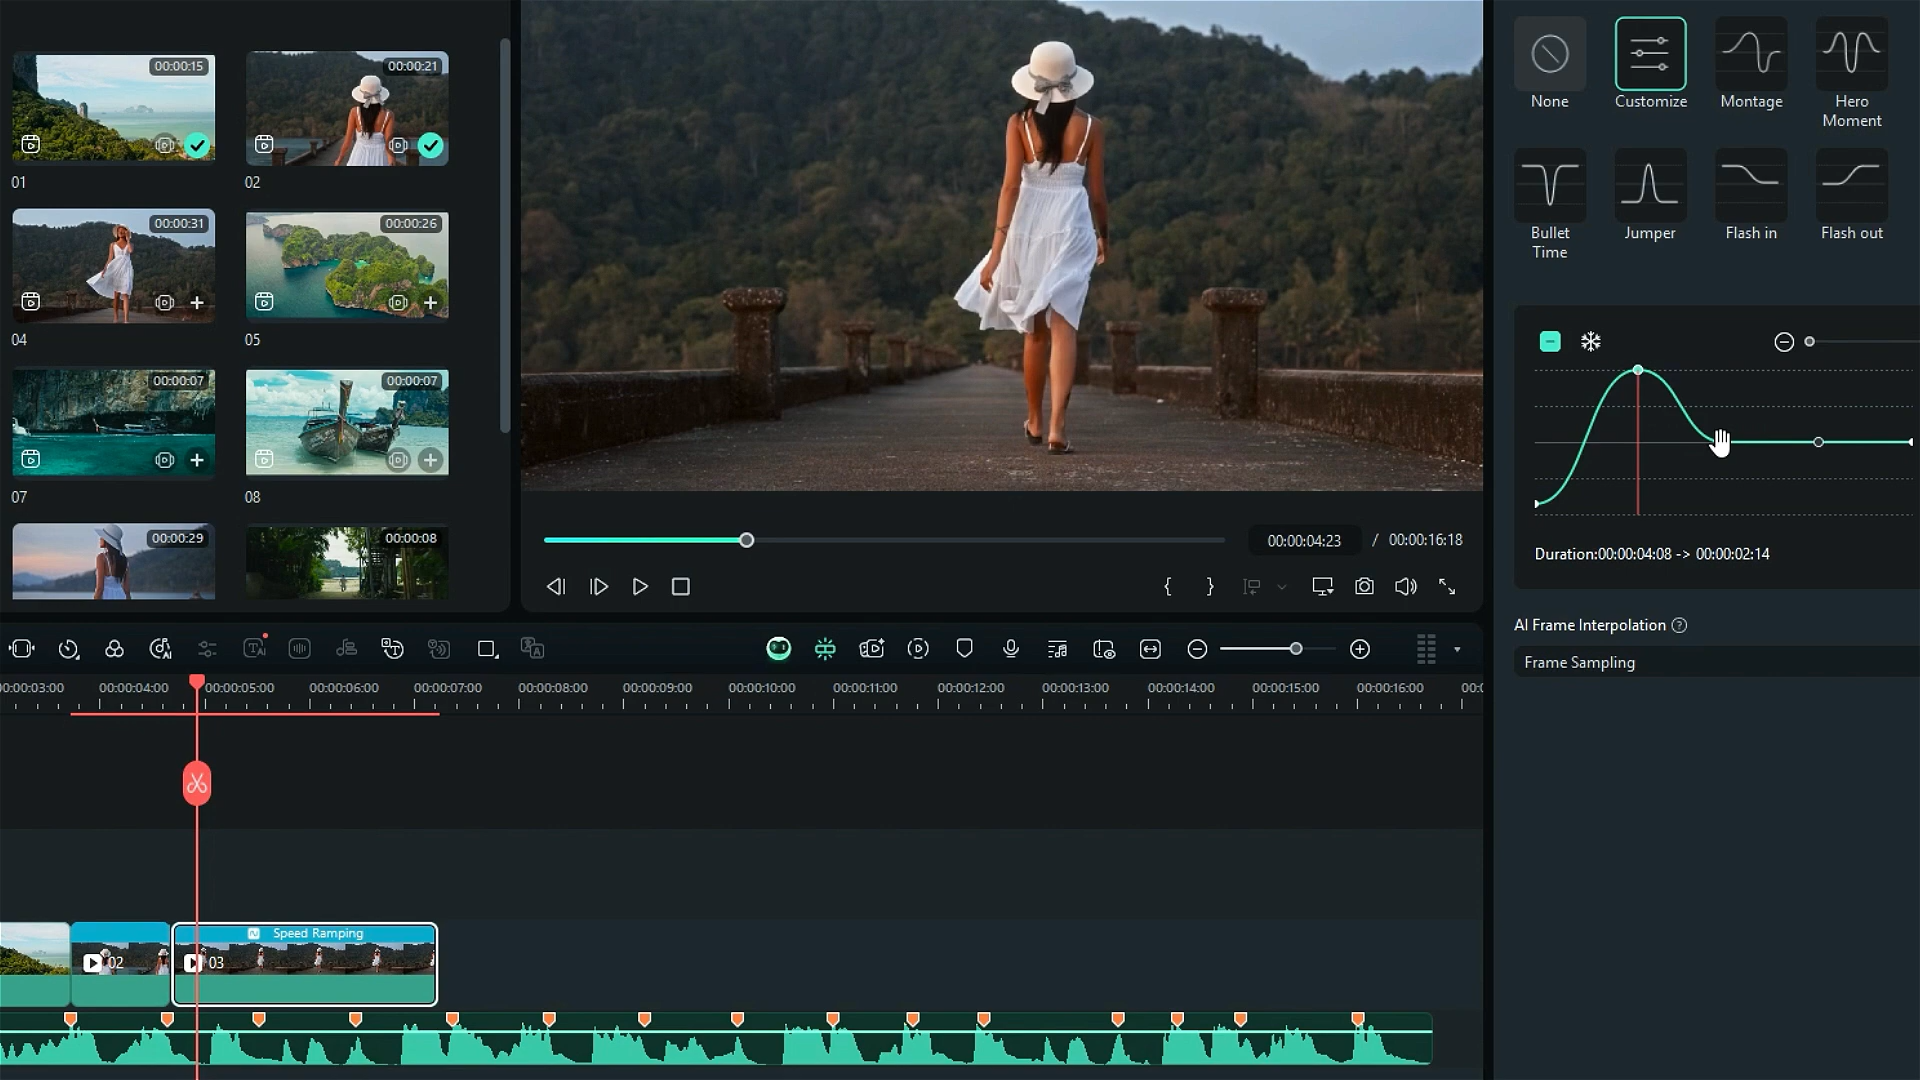 00:00:15
00:00:21
01
02
00:00:31
00:00:26
04
05
00:00:07
00:00:07
07
08
00:00:29
00:00:08
00:00:04:23 / 00:00:16:18
None
Customize
Montage
Hero
Moment
Bullet
Time
Jumper
Flash in
Flash out
Duration:00:00:04:08 -> 00:00:02:14
AI Frame Interpolation ?
Frame Sampling
00:00:03:00 00:00:04:00 00:00:05:00 00:00:06:00 00:00:07:00 00:00:08:00 00:00:09:00 00:00:10:00 00:00:11:00 00:00:12:00 00:00:13:00 00:00:14:00 00:00:15:00 00:00:16:00
Speed Ramping
02
03